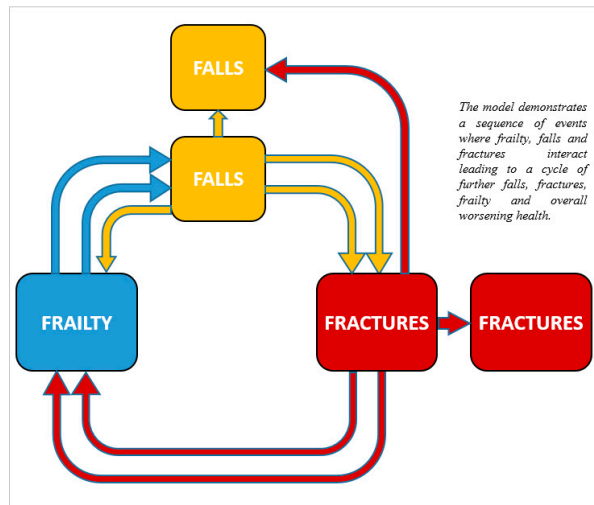 FALLS
The model demonstrates
a sequence of events
where frailty, falls and
fractures interact
leading to a cycle of
further falls, fractures,
frailty and overall
worsening health.
FALLS
FRAILTY
FRACTURES
FRACTURES